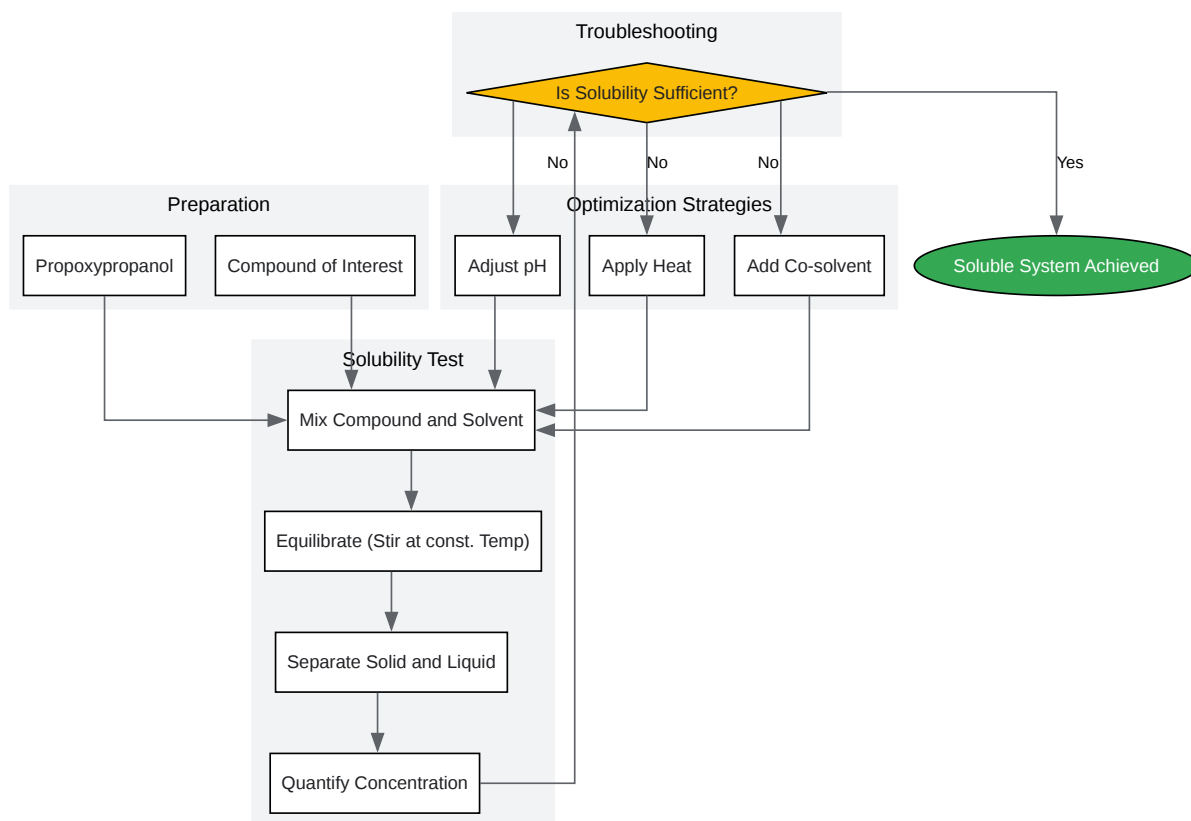 Troubleshooting
Is Solubility Sufficient?
No
No
No
Yes
Preparation
Optimization Strategies
Propoxypropanol
Compound of Interest
Adjust pH
Apply Heat
Add Co-solvent
Soluble System Achieved
Solubility Test
Mix Compound and Solvent
Equilibrate (Stir at const. Temp)
Separate Solid and Liquid
Quantify Concentration